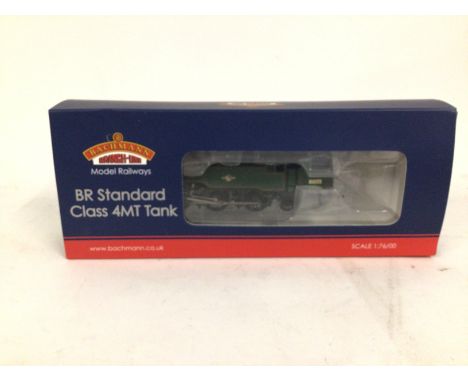 BACHMANN
BRANCH-LINE
Model Railways
BR Standard
Class 4MT Tank
www.bachmann.co.uk
SCALE 1:76/00